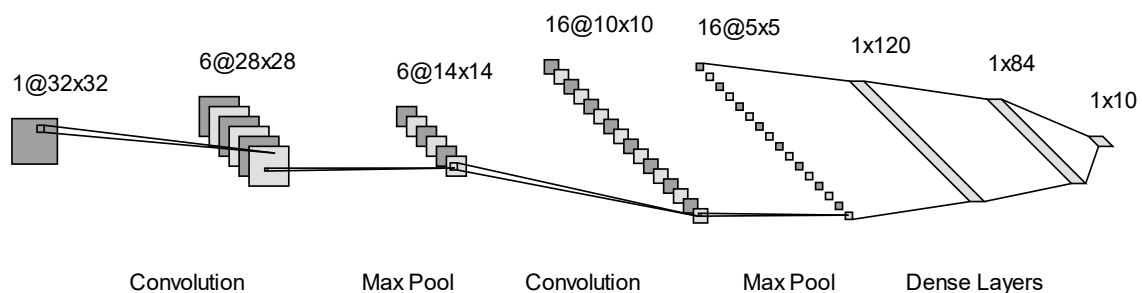 1@32x32
6@28x28
6@14x14
16@10x10
16@5x5
1x120
1x84
1x10
Convolution
Max Pool
Convolution
Max Pool
Dense Layers